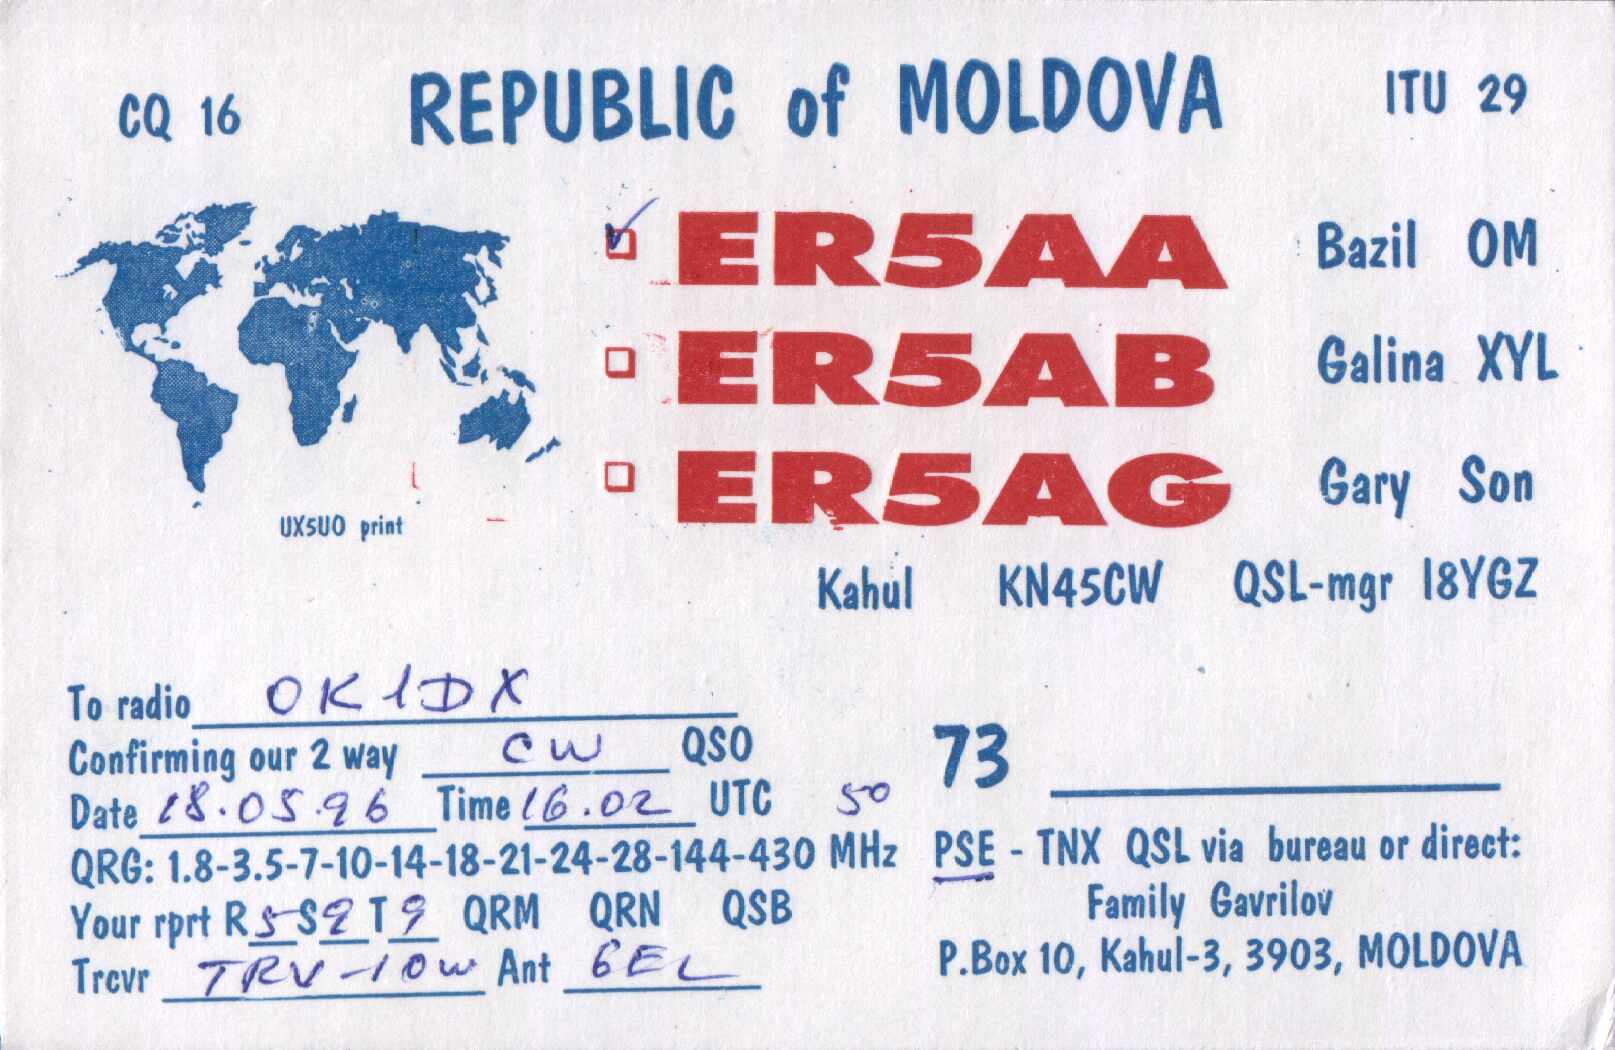 CQ 16 REPUBLIC of MOLDOVA ITU 29
ER5AA Bazil OM
ER5AB Galina XYL
ER5AG Gary Son
UX5UO print
Kahul KN45CW QSL-mgr I8YGZ
To radio OK1DX
Confirming our 2 way CW QSO
Date 18.05.96 Time 16.02 UTC 50
QRG: 1.8-3.5-7-10-14-18-21-24-28-144-430 MHz
Your rprt R 5 S 9 T 9 QRM QRN QSB
Trcvr TRV-10w Ant 6EL
73
PSE - TNX QSL via bureau or direct:
Family Gavrilov
P.Box 10, Kahul-3, 3903, MOLDOVA